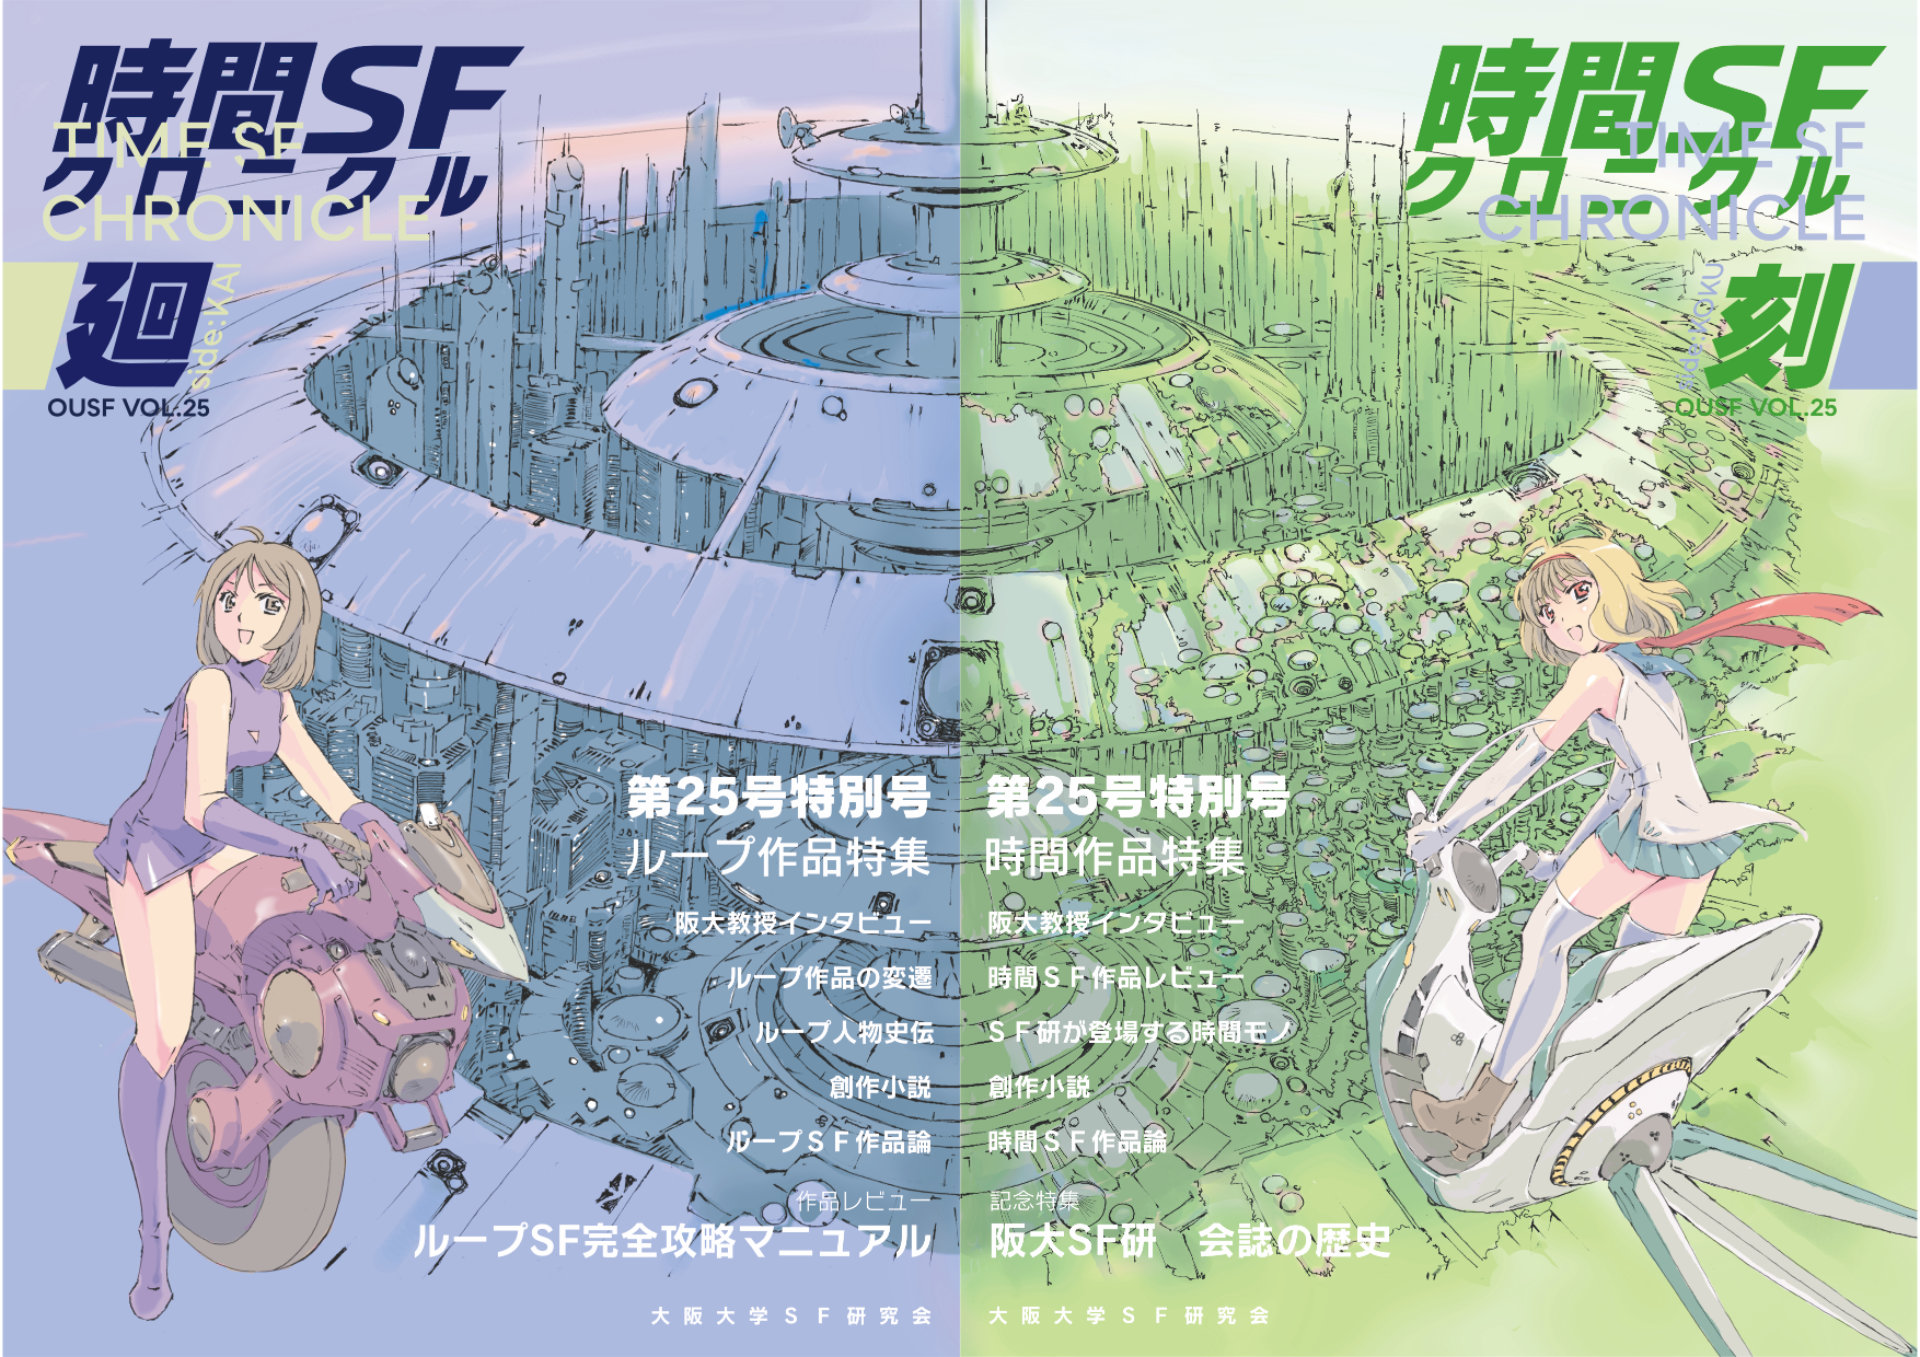 時間SF
クロニクル
TIME SF
CHRONICLE
廻
side:KAI
OUSF VOL.25
第25号特別号
ループ作品特集
阪大教授インタビュー
ループ作品の変遷
ループ人物史伝
創作小説
ループＳＦ作品論
作品レビュー
ループSF完全攻略マニュアル
大阪大学ＳＦ研究会
時間SF
クロニクル
TIME SF
CHRONICLE
刻
side:KOKU
OUSF VOL.25
第25号特別号
時間作品特集
阪大教授インタビュー
時間ＳＦ作品レビュー
ＳＦ研が登場する時間モノ
創作小説
時間ＳＦ作品論
記念特集
阪大SF研　会誌の歴史
大阪大学ＳＦ研究会